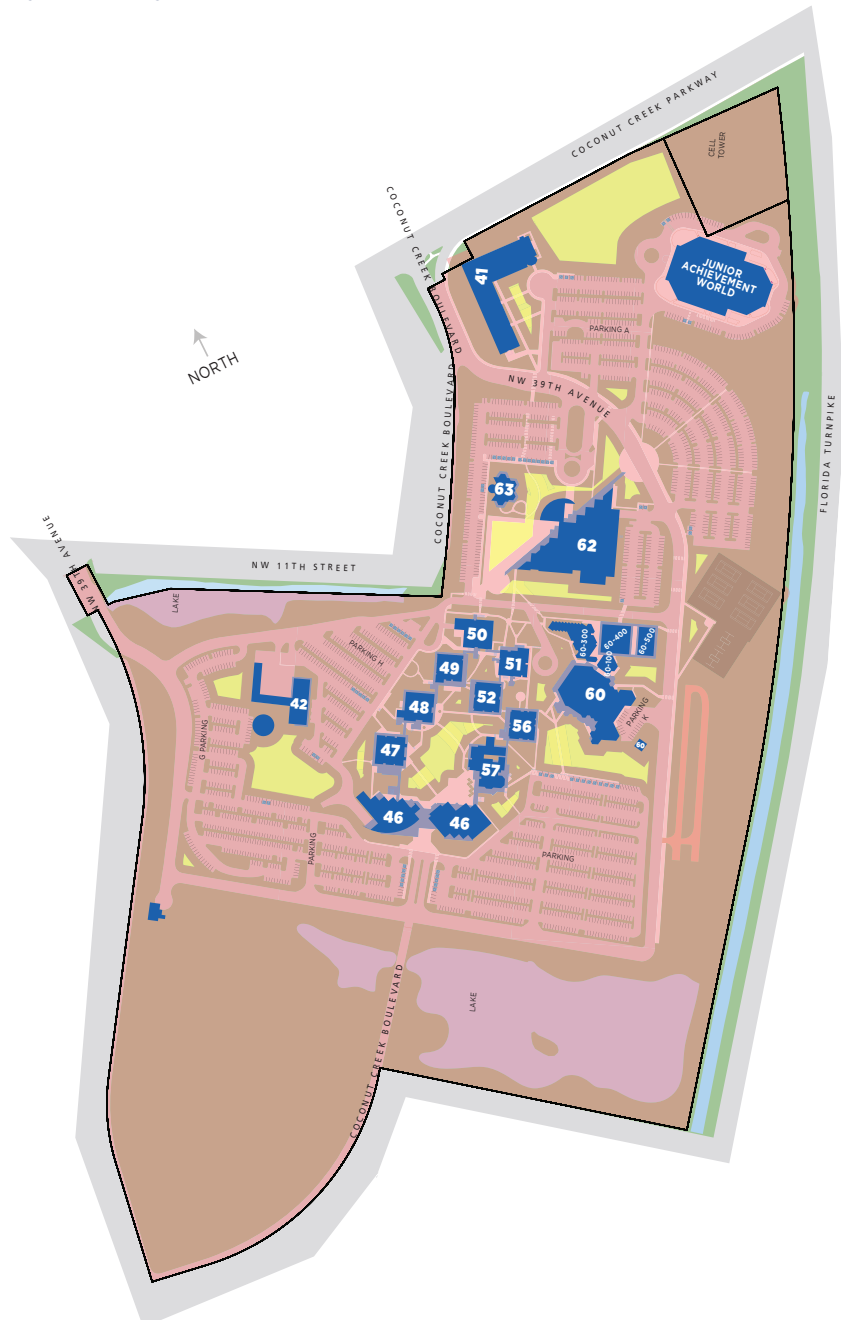 COCONUT CREEK PARKWAY
CELL
TOWER
COCONUT CREEK BOULEVARD
41
JUNIOR
ACHIEVEMENT
WORLD
PARKING A
NORTH
NW 39TH AVENUE
COCONUT CREEK BOULEVARD
FLORIDA TURNPIKE
63
62
NW 39TH AVENUE
NW 11TH STREET
LAKE
50
60-300
60-400
60-500
PARKING H
49
51
0-100
42
48
52
60
PARKING
K
G PARKING
56
60
47
57
46
46
PARKING
PARKING
LAKE
COCONUT CREEK BOULEVARD